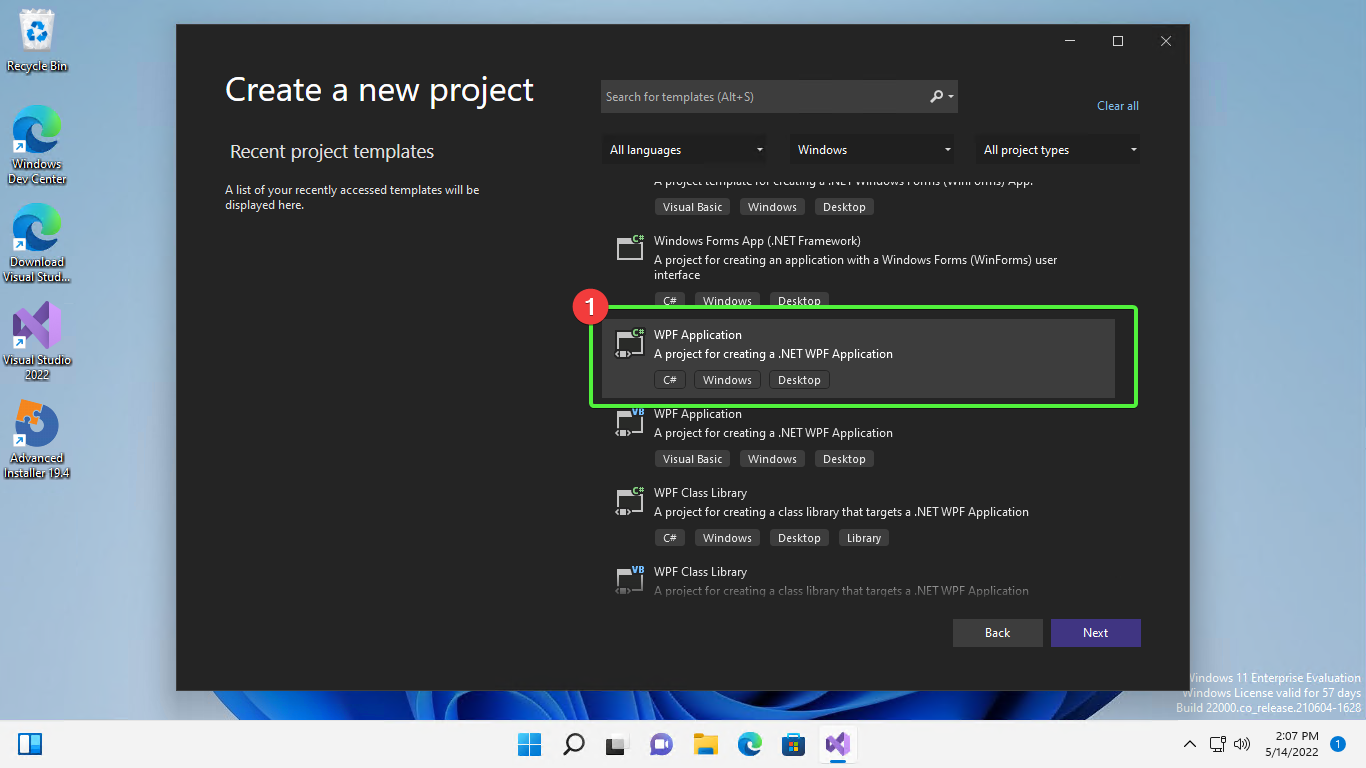 Recycle Bin
Windows
Dev Center
Download
Visual Stud...
Visual Studio
2022
Advanced
Installer 19.4
Create a new project
Recent project templates
A list of your recently accessed templates will be
displayed here.
Search for templates (Alt+S)
Clear all
All languages
Windows
All project types
A project template for creating a .NET Windows Forms (WinForms) App.
Visual Basic Windows Desktop
C#
Windows Forms App (.NET Framework)
A project for creating an application with a Windows Forms (WinForms) user
interface
C# Windows Desktop
1
C#
WPF Application
A project for creating a .NET WPF Application
C# Windows Desktop
VB
WPF Application
A project for creating a .NET WPF Application
Visual Basic Windows Desktop
C#
WPF Class Library
A project for creating a class library that targets a .NET WPF Application
C# Windows Desktop Library
VB
WPF Class Library
A project for creating a class library that targets a .NET WPF Application
Back
Next
Windows 11 Enterprise Evaluation
Windows License valid for 57 days
Build 22000.co_release.210604-1628
2:07 PM
5/14/2022
1